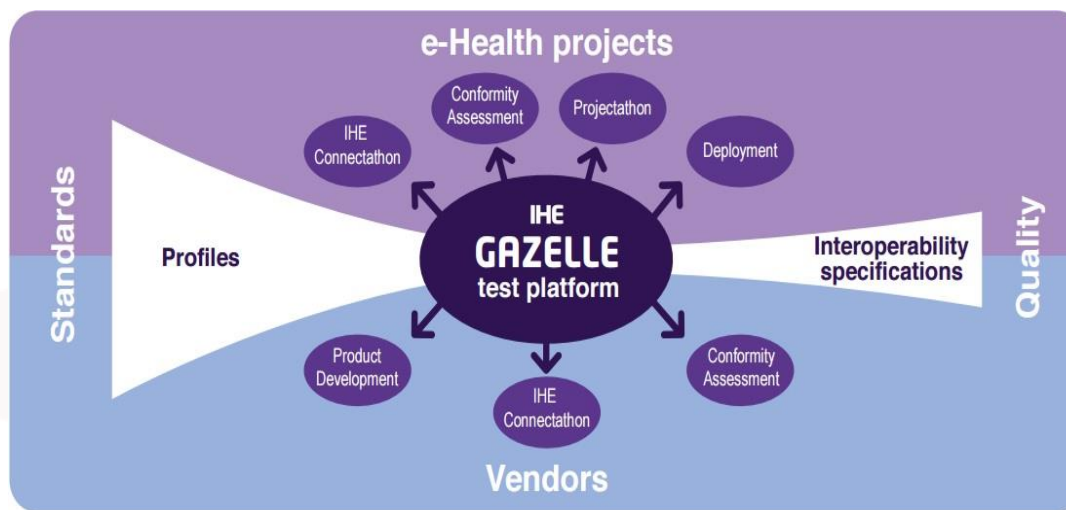 e-Health projects
Conformity
Assessment
Projectathon
IHE
Connectathon
Deployment
Standards
Profiles
IHE
GAZELLE
test platform
Interoperability
specifications
Quality
Product
Development
IHE
Connectathon
Conformity
Assessment
Vendors